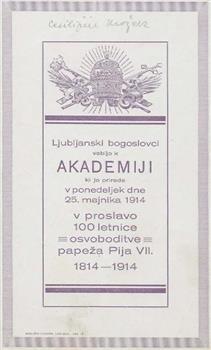 Ljubljanski bogoslovci
vabijo k
AKADEMIJI
ki jo prirede
v ponedeljek dne
25. majnika 1914
v proslavo
100 letnice
osvoboditve
papeža Pija VII.
1814—1914